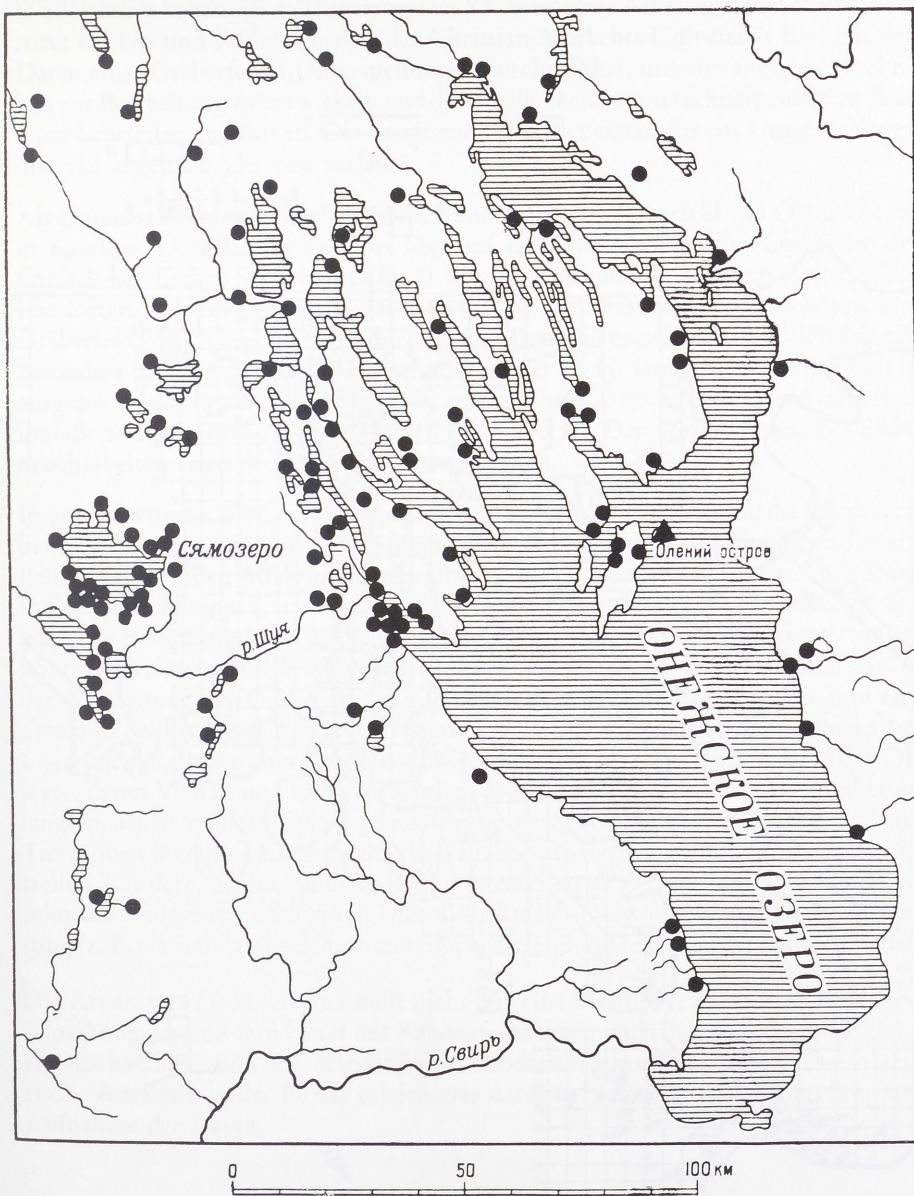 Сямозеро
Олений остров
р.Шуя
ОНЕЖСКОЕ ОЗЕРО
р.Свирь
0 50 100 км